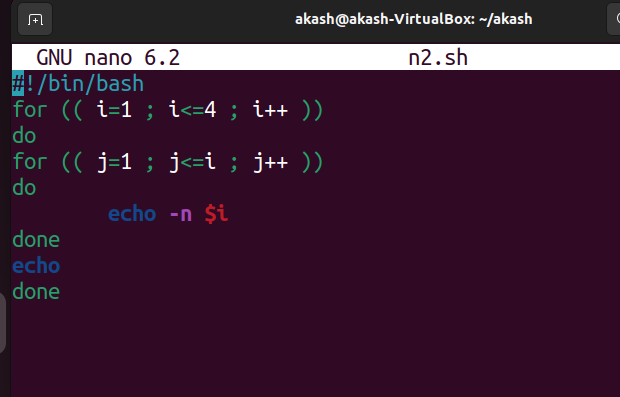 akash@akash-VirtualBox: ~/akash
GNU nano 6.2 n2.sh
#!/bin/bash
for (( i=1 ; i<=4 ; i++ ))
do
for (( j=1 ; j<=i ; j++ ))
do
        echo -n $i
done
echo
done